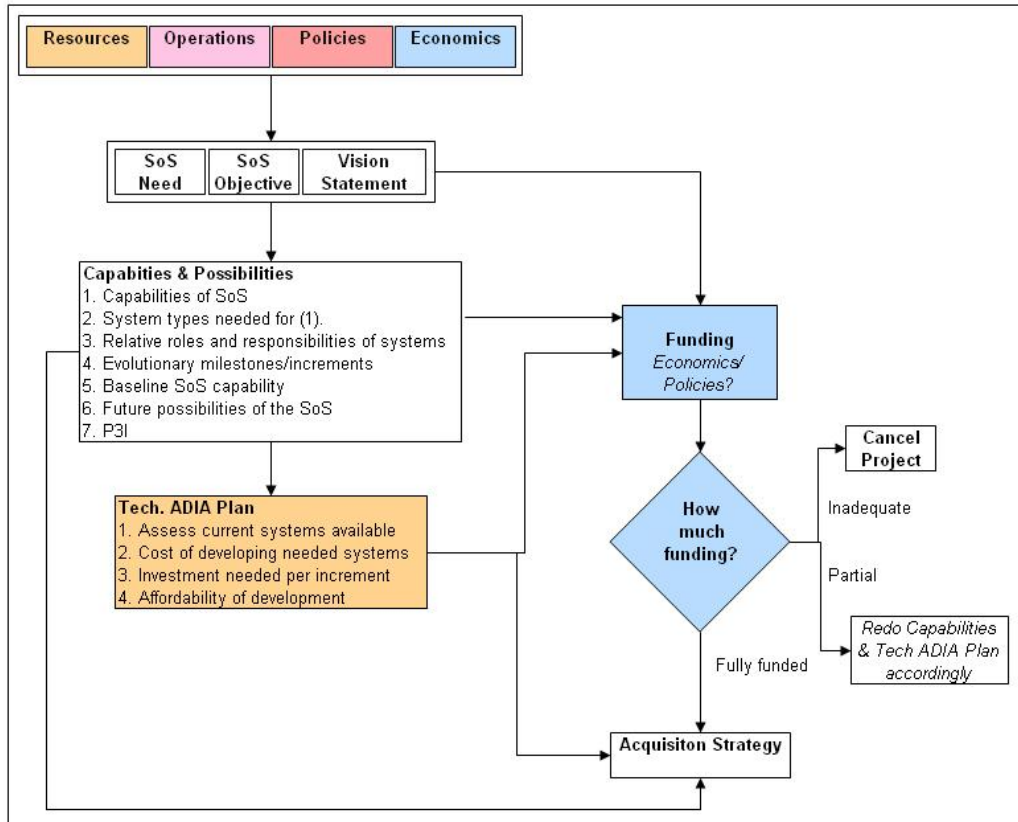 Resources
Operations
Policies
Economics
SoS
Need
SoS
Objective
Vision
Statement
Capabities & Possibilities
1. Capabilities of SoS
2. System types needed for (1).
3. Relative roles and responsibilities of systems
4. Evolutionary milestones/increments
5. Baseline SoS capability
6. Future possibilities of the SoS
7. P3I
Funding
Economics/
Policies?
Tech. ADIA Plan
1. Assess current systems available
2. Cost of developing needed systems
3. Investment needed per increment
4. Affordability of development
How
much
funding?
Cancel
Project
Inadequate
Partial
Redo Capabilities
& Tech ADIA Plan
accordingly
Fully funded
Acquisiton Strategy